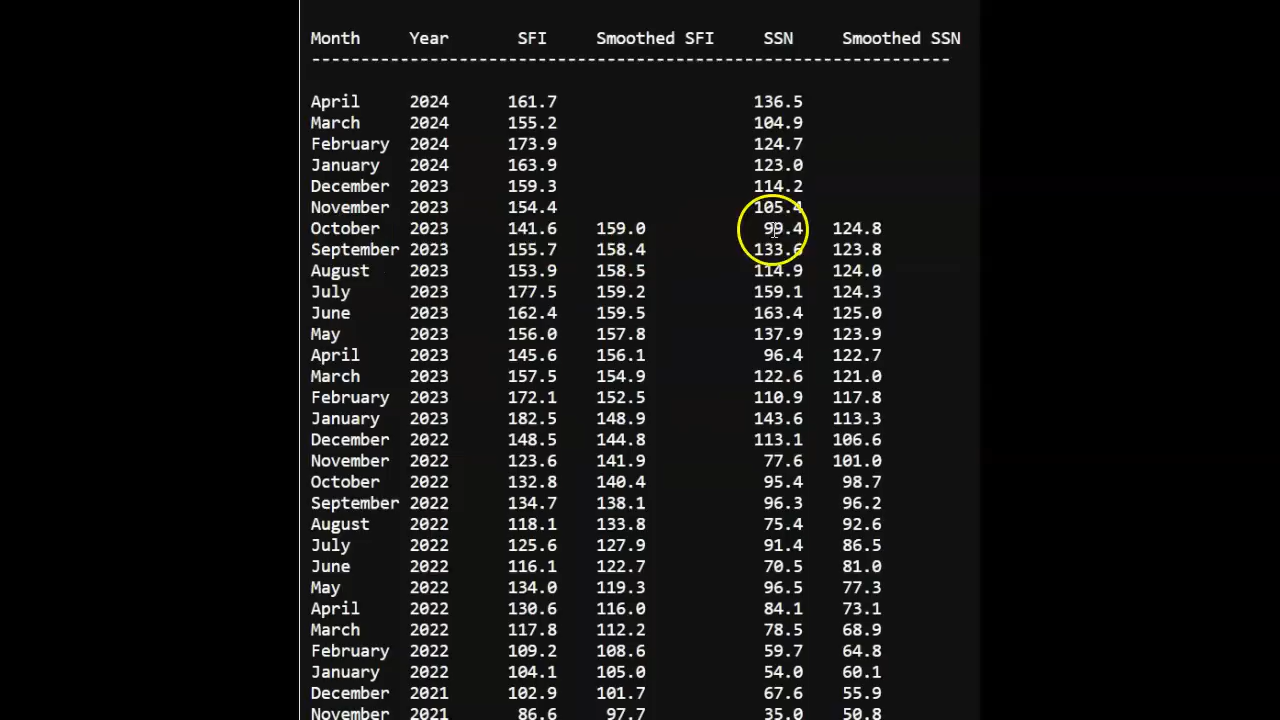 Month Year SFI Smoothed SFI SSN Smoothed SSN
-----------------------------------------------------------------
April 2024 161.7 136.5
March 2024 155.2 104.9
February 2024 173.9 124.7
January 2024 163.9 123.0
December 2023 159.3 114.2
November 2023 154.4 105.4
October 2023 141.6 159.0 99.4 124.8
September 2023 155.7 158.4 133.6 123.8
August 2023 153.9 158.5 114.9 124.0
July 2023 177.5 159.2 159.1 124.3
June 2023 162.4 159.5 163.4 125.0
May 2023 156.0 157.8 137.9 123.9
April 2023 145.6 156.1 96.4 122.7
March 2023 157.5 154.9 122.6 121.0
February 2023 172.1 152.5 110.9 117.8
January 2023 182.5 148.9 143.6 113.3
December 2022 148.5 144.8 113.1 106.6
November 2022 123.6 141.9 77.6 101.0
October 2022 132.8 140.4 95.4 98.7
September 2022 134.7 138.1 96.3 96.2
August 2022 118.1 133.8 75.4 92.6
July 2022 125.6 127.9 91.4 86.5
June 2022 116.1 122.7 70.5 81.0
May 2022 134.0 119.3 96.5 77.3
April 2022 130.6 116.0 84.1 73.1
March 2022 117.8 112.2 78.5 68.9
February 2022 109.2 108.6 59.7 64.8
January 2022 104.1 105.0 54.0 60.1
December 2021 102.9 101.7 67.6 55.9
November 2021 86.6 97.7 35.0 50.8